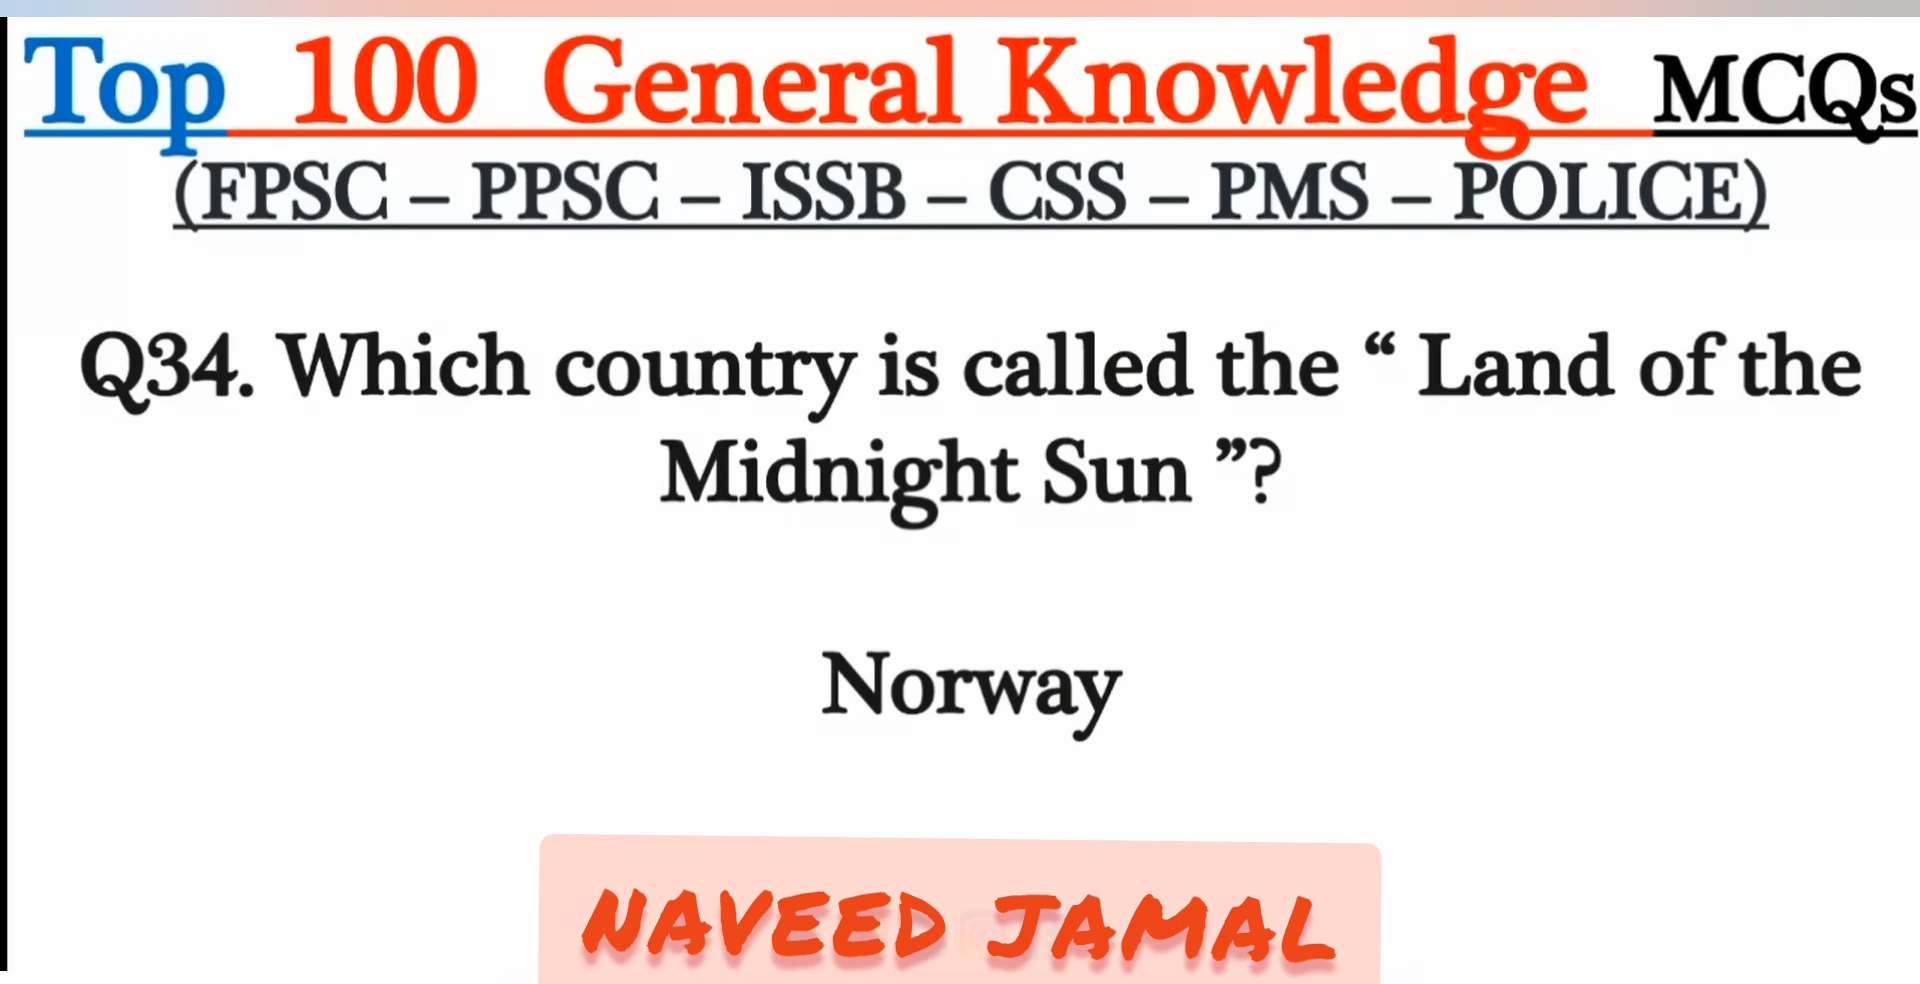 Top 100 General Knowledge MCQs
(FPSC – PPSC – ISSB – CSS – PMS – POLICE)
Q34. Which country is called the “ Land of the
Midnight Sun ”?
Norway
NAVEED JAMAL